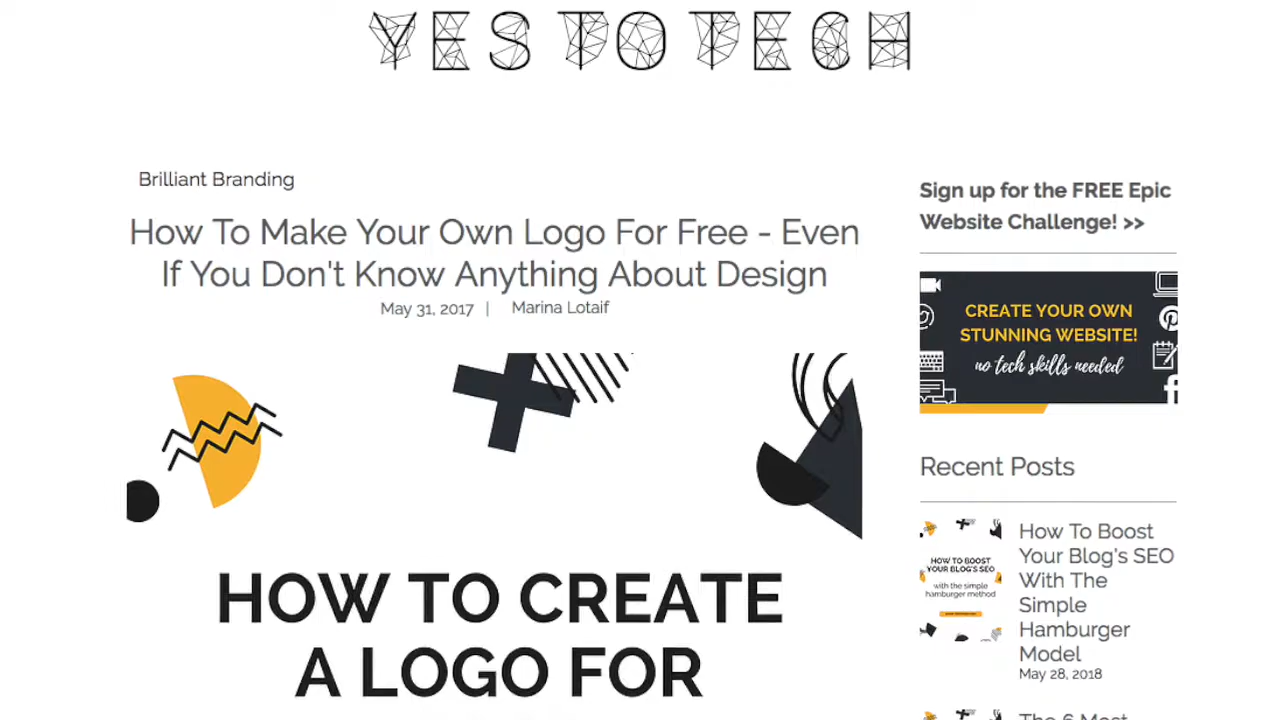 YES TO TECH
Brilliant Branding
How To Make Your Own Logo For Free - Even
If You Don't Know Anything About Design
May 31, 2017 | Marina Lotaif
HOW TO CREATE
A LOGO FOR
Sign up for the FREE Epic
Website Challenge! >>
CREATE YOUR OWN
STUNNING WEBSITE!
no tech skills needed
Recent Posts
HOW TO BOOST
YOUR BLOG'S SEO
with the simple
hamburger method
How To Boost
Your Blog's SEO
With The
Simple
Hamburger
Model
May 28, 2018
The 6 Most